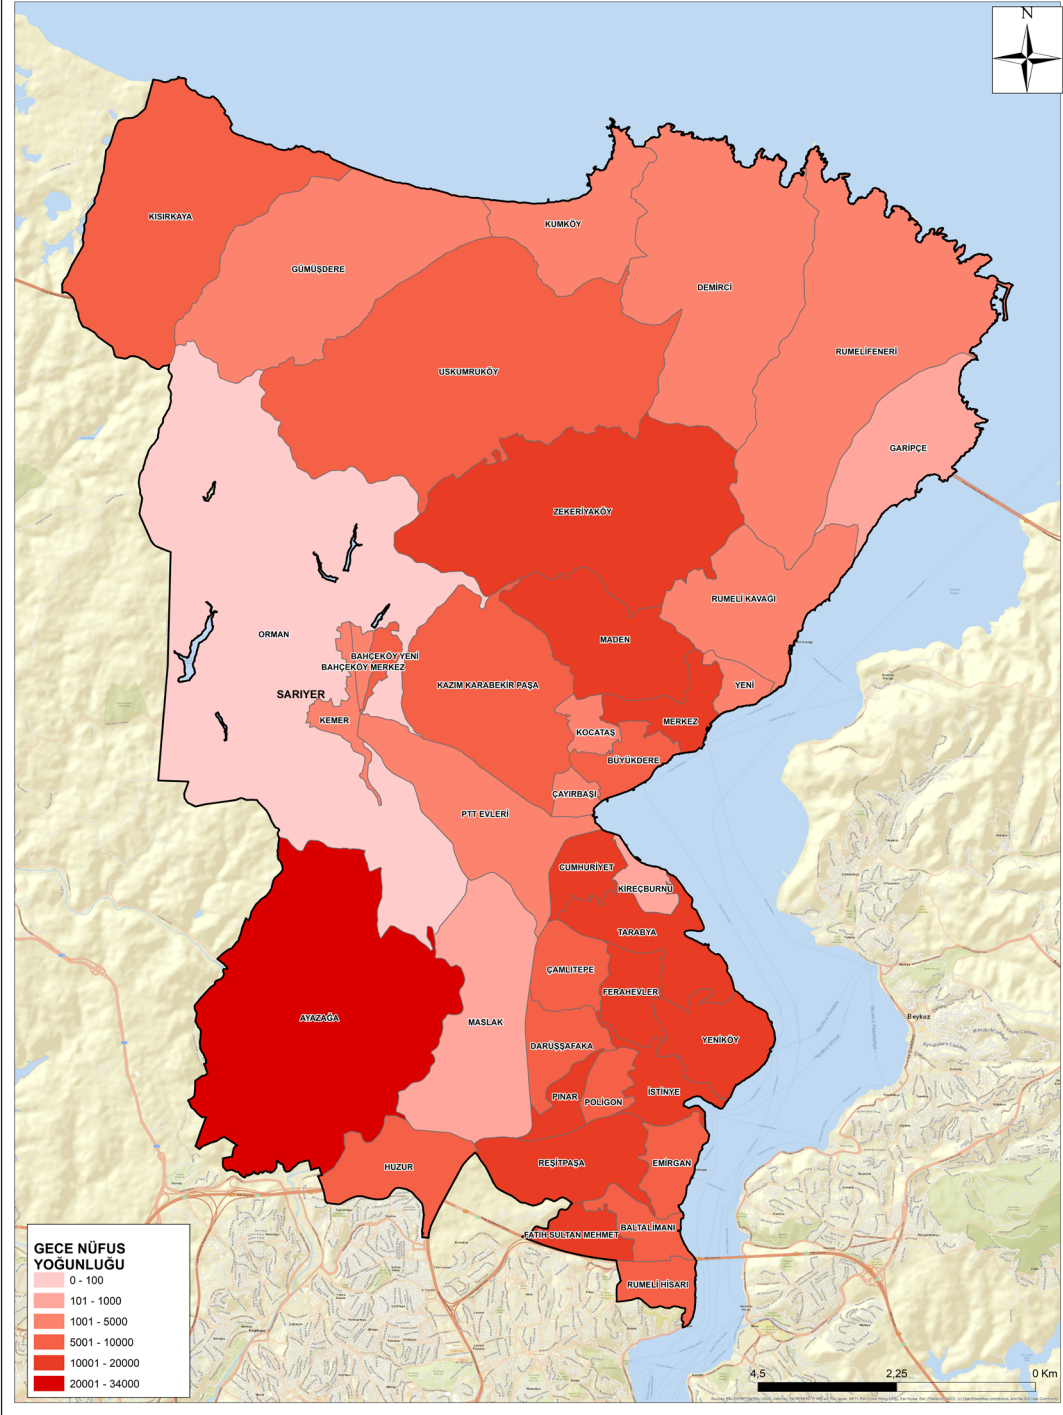 N
KISIRKAYA
KUMKÖY
GÜMÜŞDERE
DEMİRCİ
RUMELİFENERİ
USKUMRUKÖY
GARİPÇE
ZEKERİYAKÖY
RUMELİ KAVAĞI
ORMAN
MADEN
BAHÇEKÖY YENİ
BAHÇEKÖY MERKEZ
KAZIM KARABEKİR PAŞA
YENİ
SARIYER
KEMER
MERKEZ
KOCATAŞ
BÜYÜKDERE
ÇAYIRBAŞI
PTT EVLERİ
CUMHURİYET
KİREÇBURNU
TARABYA
ÇAMLITEPE
FERAHEVLER
AYAZAĞA
MASLAK
Beykoz
YENİKÖY
DARÜŞŞAFAKA
İSTİNYE
PINAR
POLİGON
REŞİTPAŞA
EMİRGAN
HUZUR
BALTALİMANI
FATİH SULTAN MEHMET
RUMELİ HİSARI
GECE NÜFUS
YOĞUNLUĞU
0 - 100
101 - 1000
1001 - 5000
5001 - 10000
10001 - 20000
20001 - 34000
4,5 2,25 0 Km